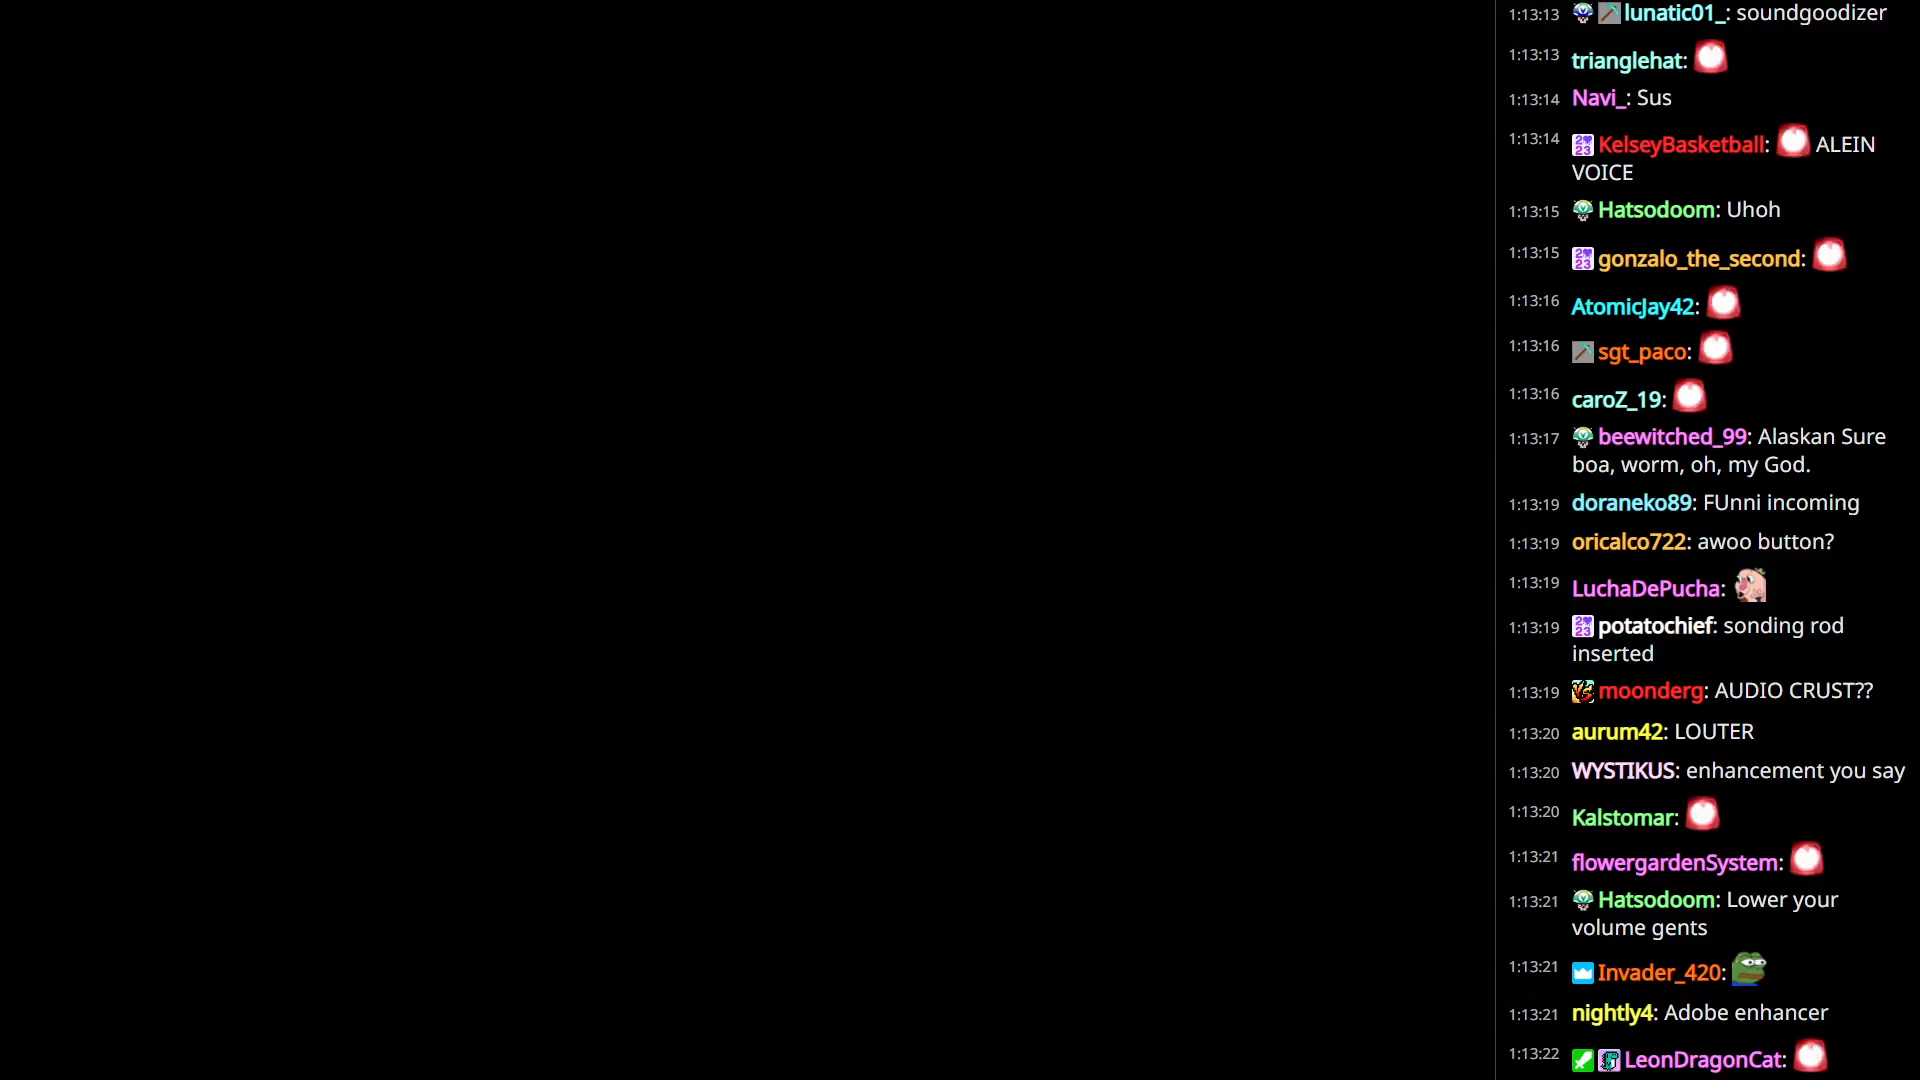 1:13:13 lunatic01_: soundgoodizer
1:13:13 trianglehat:
1:13:14 Navi_: Sus
1:13:14 KelseyBasketball: ALEIN
VOICE
1:13:15 Hatsodoom: Uhoh
1:13:15 gonzalo_the_second:
1:13:16 AtomicJay42:
1:13:16 sgt_paco:
1:13:16 caroZ_19:
1:13:17 beewitched_99: Alaskan Sure
boa, worm, oh, my God.
1:13:19 doraneko89: FUnni incoming
1:13:19 oricalco722: awoo button?
1:13:19 LuchaDePucha:
1:13:19 potatochief: sonding rod
inserted
1:13:19 moonderg: AUDIO CRUST??
1:13:20 aurum42: LOUTER
1:13:20 WYSTIKUS: enhancement you say
1:13:20 Kalstomar:
1:13:21 flowergardenSystem:
1:13:21 Hatsodoom: Lower your
volume gents
1:13:21 Invader_420:
1:13:21 nightly4: Adobe enhancer
1:13:22 LeonDragonCat: